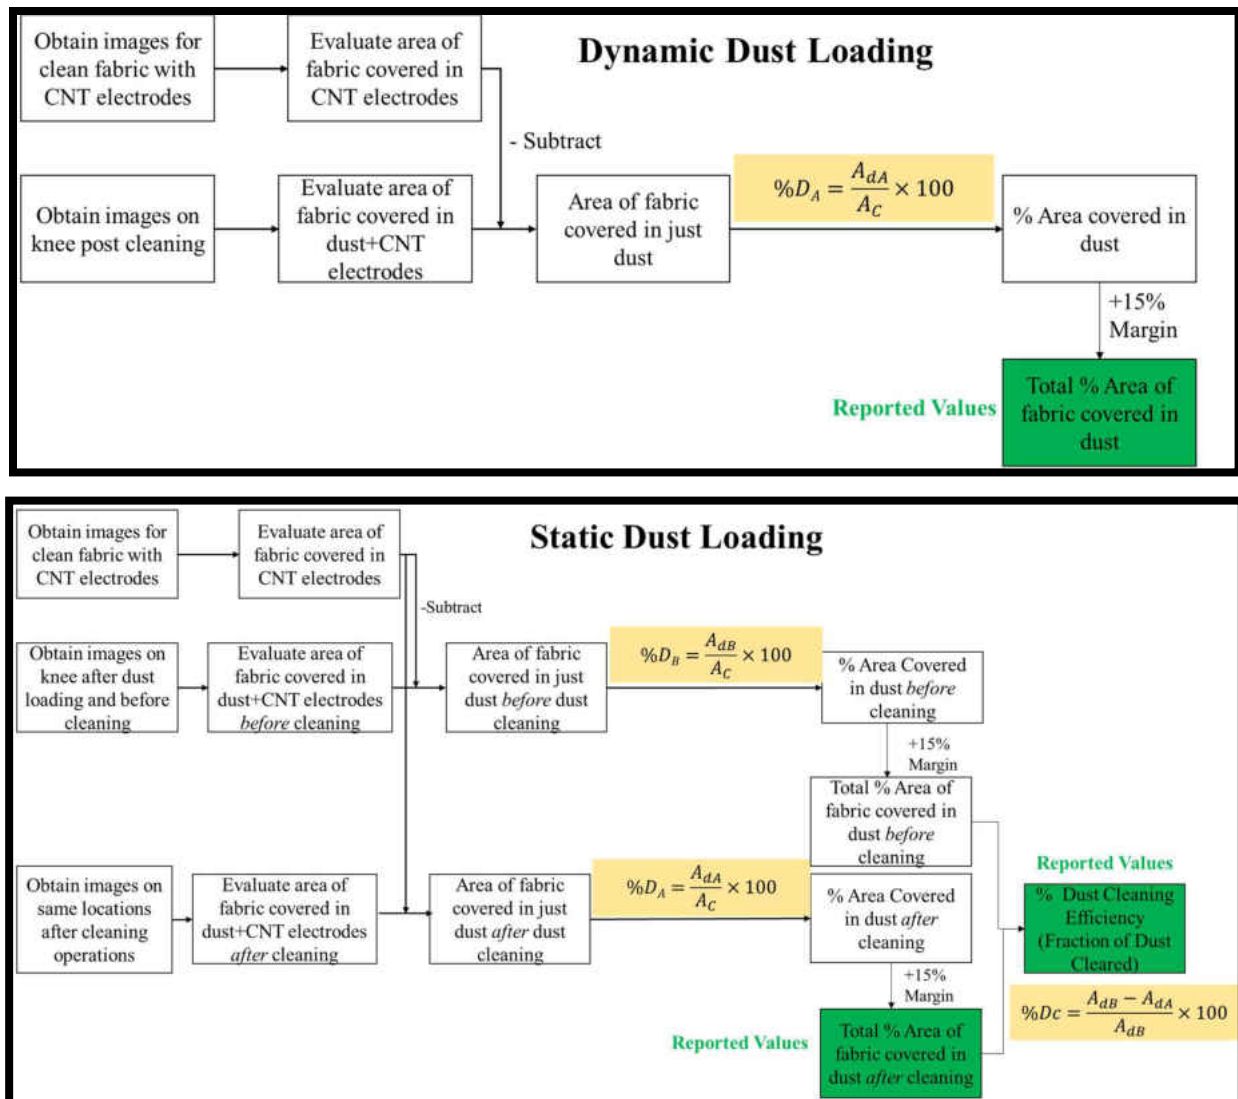 Dynamic Dust Loading
Obtain images for
clean fabric with
CNT electrodes
Evaluate area of
fabric covered in
CNT electrodes
- Subtract
Obtain images on
knee post cleaning
Evaluate area of
fabric covered in
dust+CNT
electrodes
Area of fabric
covered in just
dust
%D_A = A_dA / A_C × 100
% Area covered in
dust
+15%
Margin
Reported Values
Total % Area of
fabric covered in
dust
Static Dust Loading
Obtain images for
clean fabric with
CNT electrodes
Evaluate area of
fabric covered in
CNT electrodes
-Subtract
Obtain images on
knee after dust
loading and before
cleaning
Evaluate area of
fabric covered in
dust+CNT electrodes
before cleaning
Area of fabric
covered in just
dust before dust
cleaning
%D_B = A_dB / A_C × 100
% Area Covered
in dust before
cleaning
+15%
Margin
Total % Area of
fabric covered in
dust before
cleaning
Obtain images on
same locations
after cleaning
operations
Evaluate area of
fabric covered in
dust+CNT electrodes
after cleaning
Area of fabric
covered in just
dust after dust
cleaning
%D_A = A_dA / A_C × 100
% Area Covered
in dust after
cleaning
+15%
Margin
Reported Values
Total % Area of
fabric covered in
dust after cleaning
Reported Values
% Dust Cleaning
Efficiency
(Fraction of Dust
Cleared)
%Dc = A_dB − A_dA / A_dB × 100